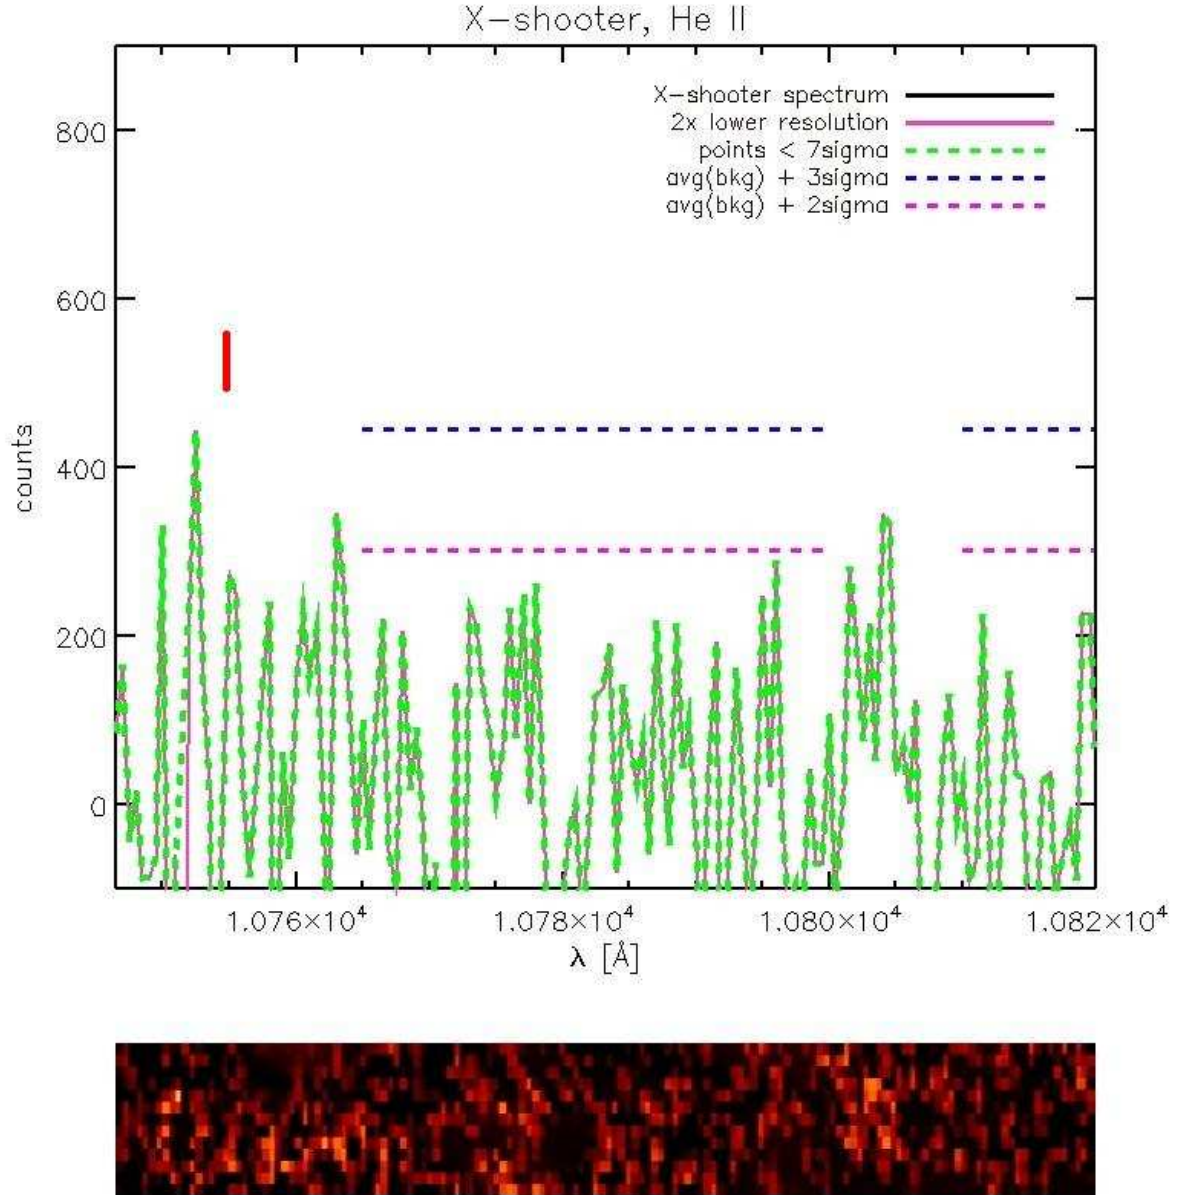 X-shooter, He II
X-shooter spectrum
2x lower resolution
points < 7sigma
avg(bkg) + 3sigma
avg(bkg) + 2sigma
800
600
400
200
0
counts
1.076×10⁴ 1.078×10⁴ 1.080×10⁴ 1.082×10⁴
λ [Å]